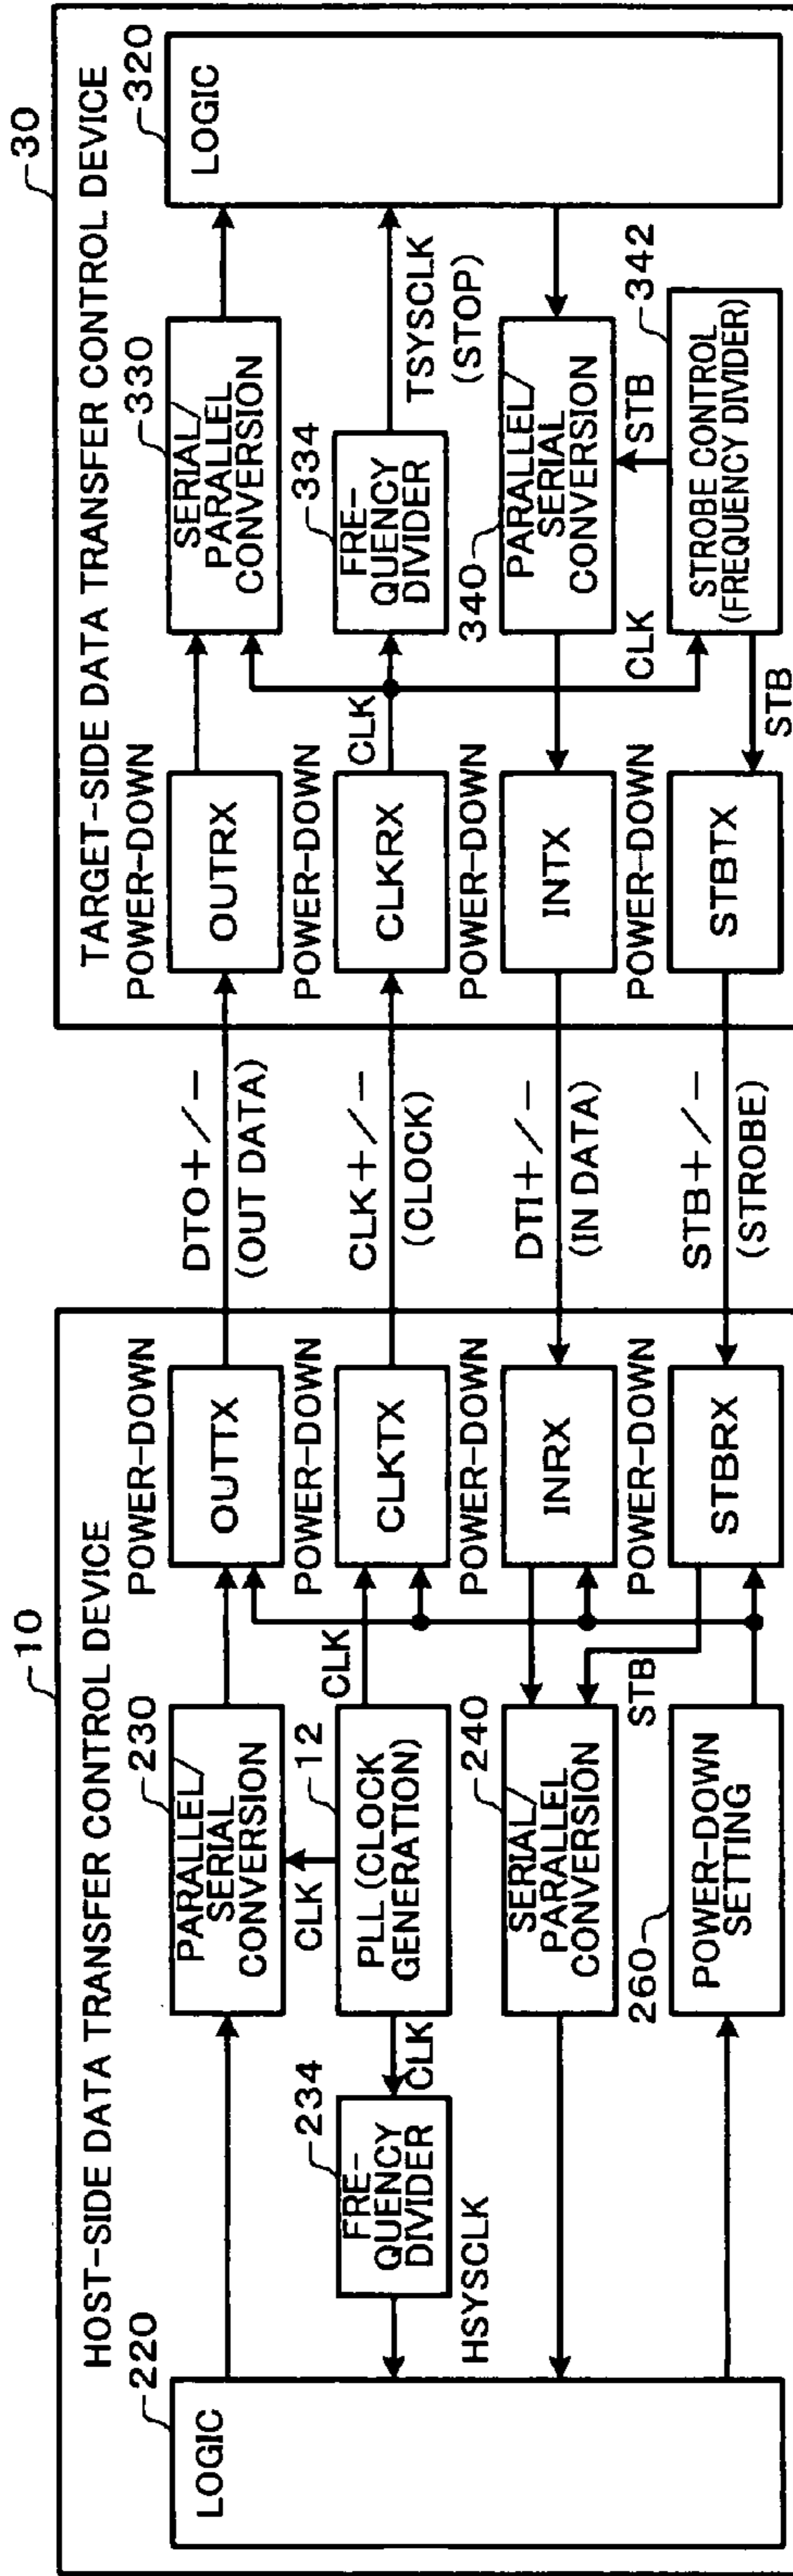 10
HOST-SIDE DATA TRANSFER CONTROL DEVICE
220
LOGIC
230
PARALLEL/
SERIAL
CONVERSION
POWER-DOWN
OUTTX
CLK
12
PLL (CLOCK
GENERATION)
CLK
234
FRE-
QUENCY
DIVIDER
CLK
HSYSCLK
POWER-DOWN
CLKTX
240
SERIAL/
PARALLEL
CONVERSION
POWER-DOWN
INRX
STB
260
POWER-DOWN
SETTING
POWER-DOWN
STBRX
DTO+/-
(OUT DATA)
CLK+/-
(CLOCK)
DTI+/-
(IN DATA)
STB+/-
(STROBE)
30
TARGET-SIDE DATA TRANSFER CONTROL DEVICE
POWER-DOWN
OUTRX
330
SERIAL/
PARALLEL
CONVERSION
320
LOGIC
POWER-DOWN
CLKRX
CLK
334
FRE-
QUENCY
DIVIDER
TSYSCLK
(STOP)
POWER-DOWN
INTX
340
PARALLEL/
SERIAL
CONVERSION
STB
342
CLK
POWER-DOWN
STBTX
STB
STROBE CONTROL
(FREQUENCY DIVIDER)